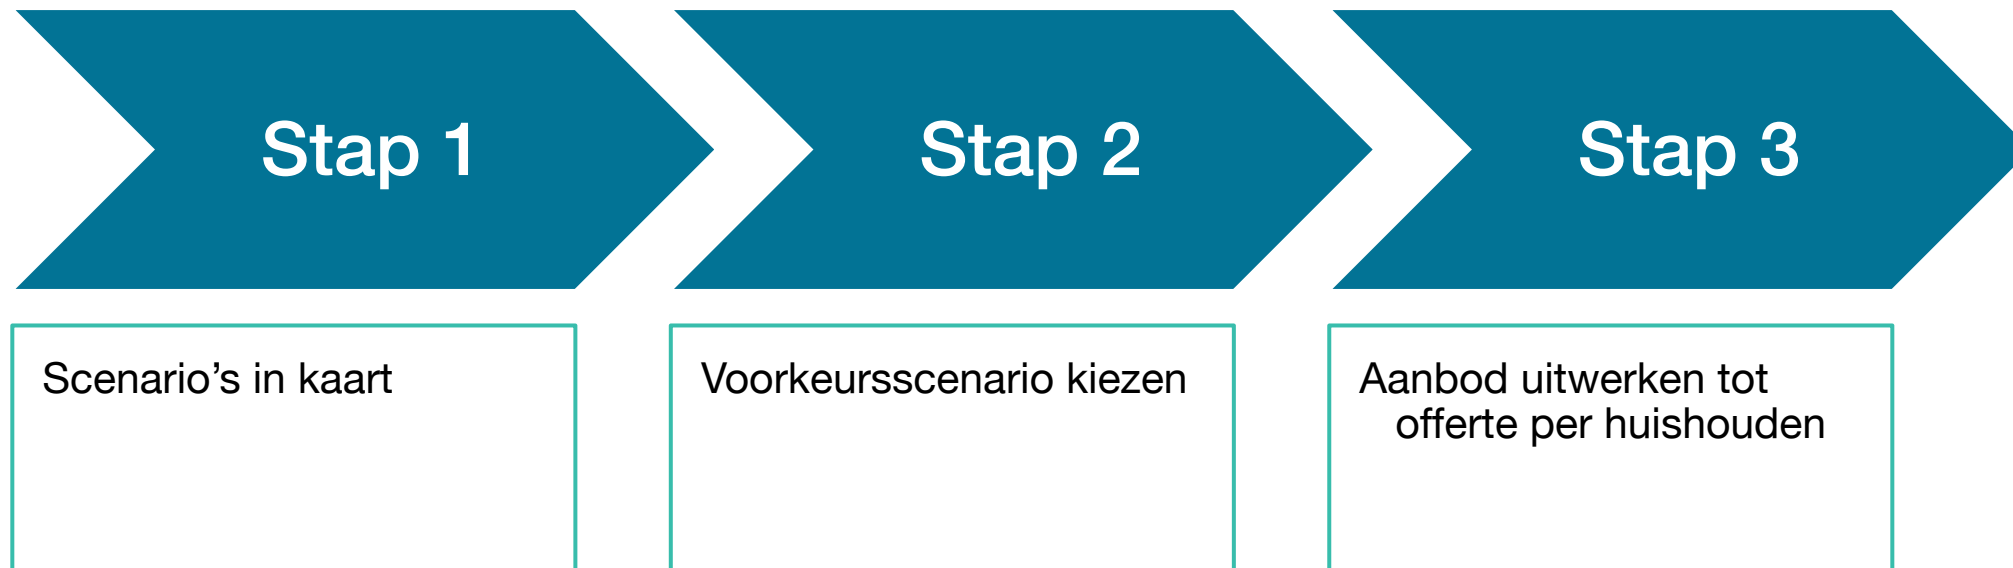 Stap 1
Stap 2
Stap 3
Scenario’s in kaart
Voorkeursscenario kiezen
Aanbod uitwerken tot
offerte per huishouden